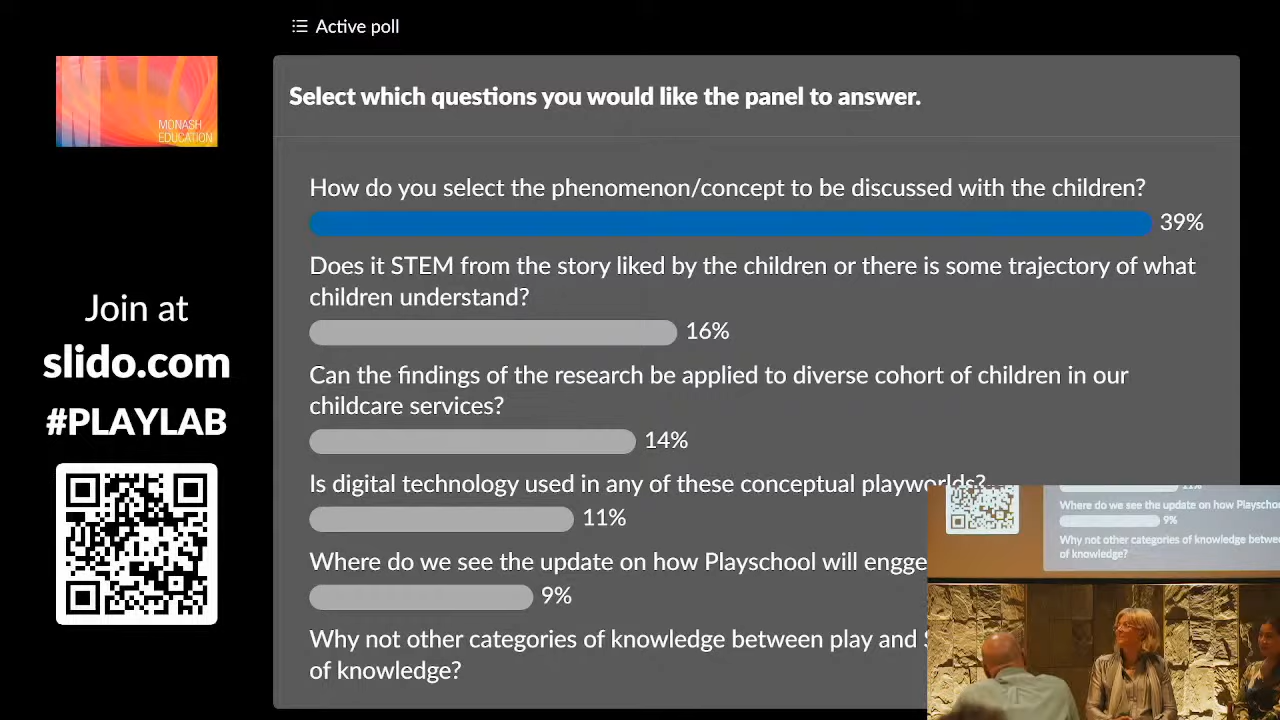 Active poll
MONASH
EDUCATION
Select which questions you would like the panel to answer.
How do you select the phenomenon/concept to be discussed with the children?
39%
Does it STEM from the story liked by the children or there is some trajectory of what
children understand?
16%
Can the findings of the research be applied to diverse cohort of children in our
childcare services?
14%
Is digital technology used in any of these conceptual playworlds?
11%
Where do we see the update on how Playschool will engge
9%
Why not other categories of knowledge between play and
of knowledge?
Join at
slido.com
#PLAYLAB
Where do we see the update on how Playschoo
9%
Why not other categories of knowledge betwee
of knowledge?